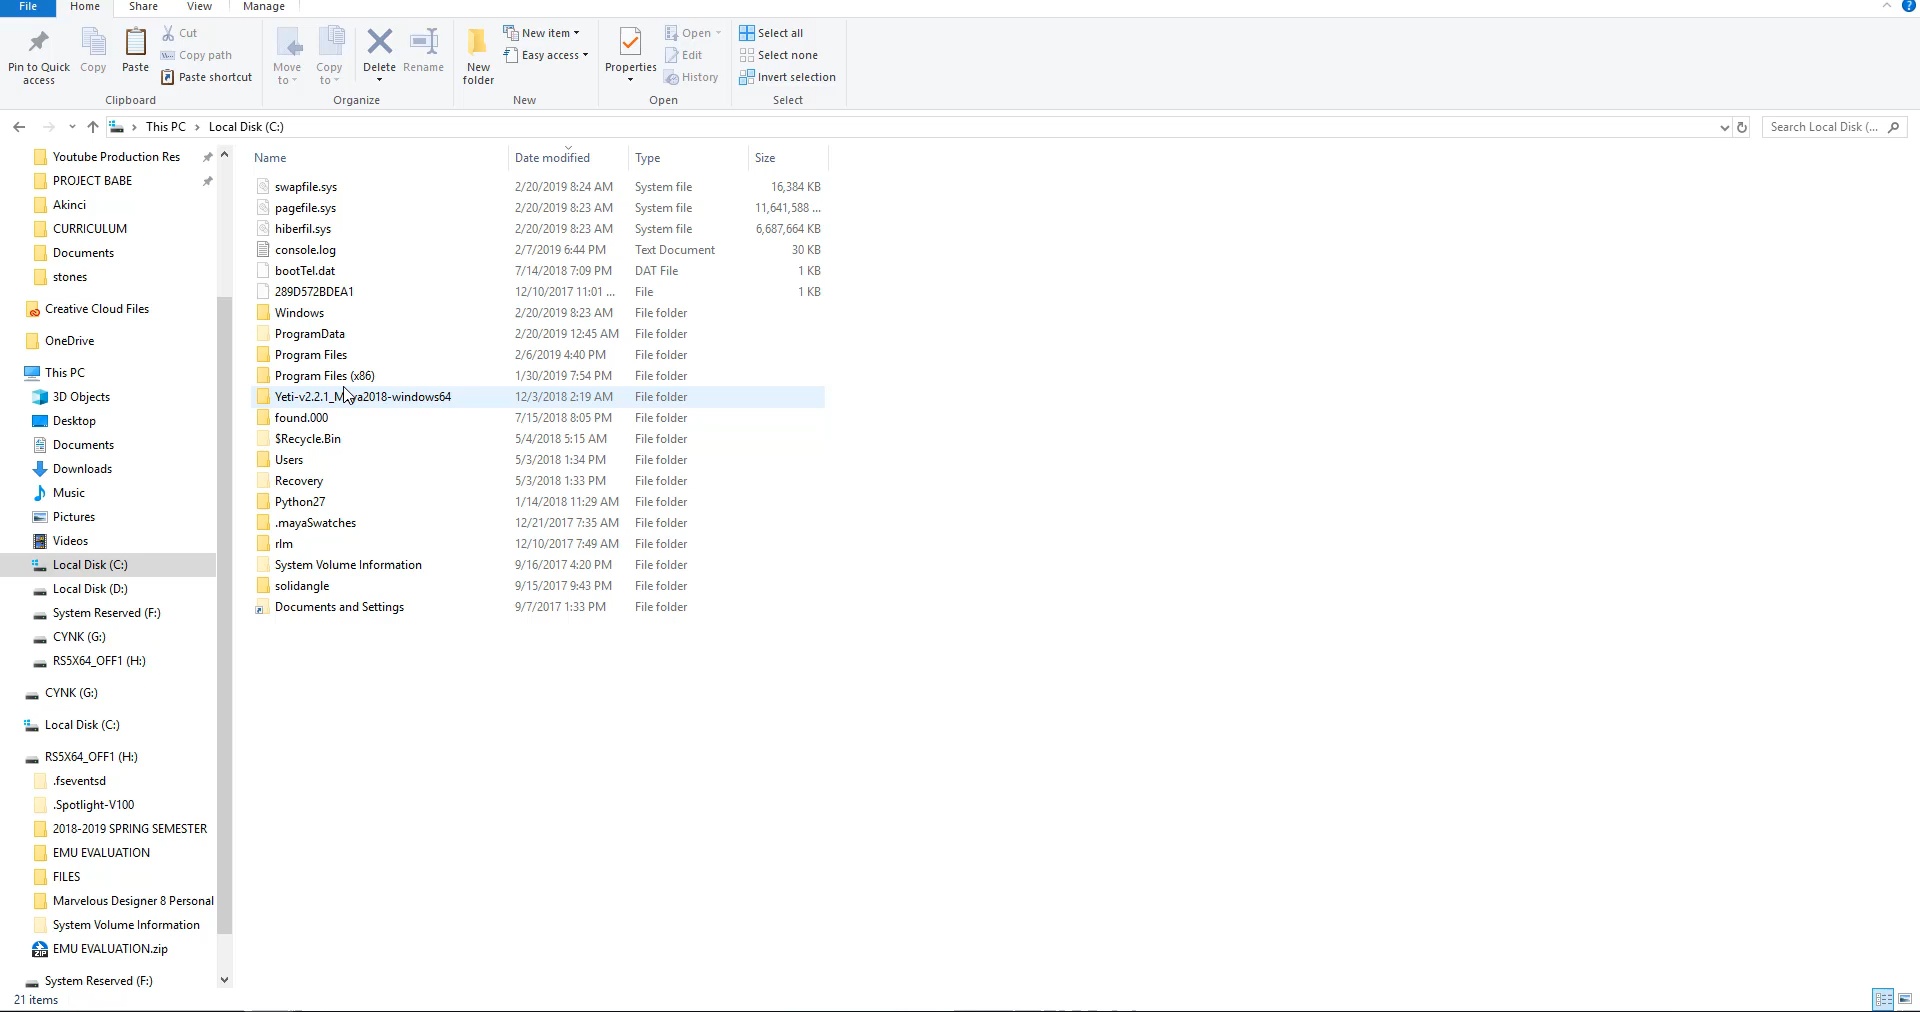 File Home Share View Manage
Pin to Quick access
Copy
Paste
Cut
Copy path
Paste shortcut
Move to
Copy to
Delete
Rename
New folder
New item
Easy access
Properties
Open
Edit
History
Select all
Select none
Invert selection
Clipboard Organize New Open Select
This PC Local Disk (C:)
Search Local Disk (...
Youtube Production Res
PROJECT BABE
Akinci
CURRICULUM
Documents
stones
Creative Cloud Files
OneDrive
This PC
3D Objects
Desktop
Documents
Downloads
Music
Pictures
Videos
Local Disk (C:)
Local Disk (D:)
System Reserved (F:)
CYNK (G:)
RS5X64_OFF1 (H:)
CYNK (G:)
Local Disk (C:)
RS5X64_OFF1 (H:)
.fseventsd
.Spotlight-V100
2018-2019 SPRING SEMESTER
EMU EVALUATION
FILES
Marvelous Designer 8 Personal
System Volume Information
EMU EVALUATION.zip
System Reserved (F:)
Name Date modified Type Size
swapfile.sys 2/20/2019 8:24 AM System file 16,384 KB
pagefile.sys 2/20/2019 8:23 AM System file 11,641,588 ...
hiberfil.sys 2/20/2019 8:23 AM System file 6,687,664 KB
console.log 2/7/2019 6:44 PM Text Document 30 KB
bootTel.dat 7/14/2018 7:09 PM DAT File 1 KB
289D572BDEA1 12/10/2017 11:01 ... File 1 KB
Windows 2/20/2019 8:23 AM File folder
ProgramData 2/20/2019 12:45 AM File folder
Program Files 2/6/2019 4:40 PM File folder
Program Files (x86) 1/30/2019 7:54 PM File folder
Yeti-v2.2.1_Maya2018-windows64 12/3/2018 2:19 AM File folder
found.000 7/15/2018 8:05 PM File folder
$Recycle.Bin 5/4/2018 5:15 AM File folder
Users 5/3/2018 1:34 PM File folder
Recovery 5/3/2018 1:33 PM File folder
Python27 1/14/2018 11:29 AM File folder
.mayaSwatches 12/21/2017 7:35 AM File folder
rlm 12/10/2017 7:49 AM File folder
System Volume Information 9/16/2017 4:20 PM File folder
solidangle 9/15/2017 9:43 PM File folder
Documents and Settings 9/7/2017 1:33 PM File folder
21 items